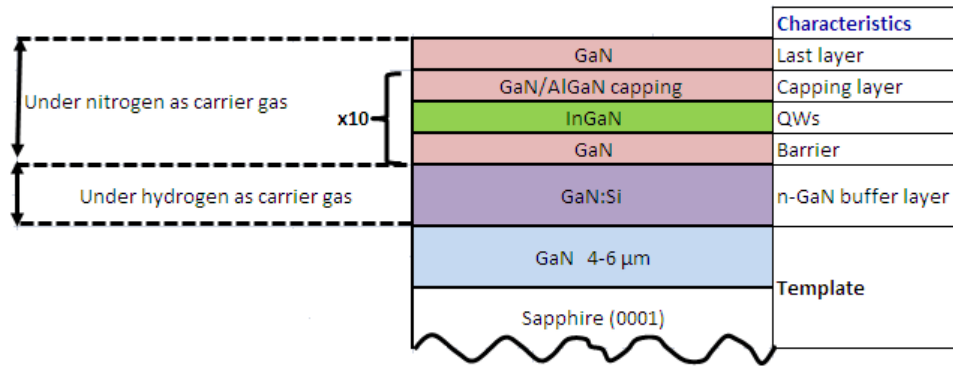 Characteristics
GaN
Last layer
Under nitrogen as carrier gas
x10
GaN/AlGaN capping
Capping layer
InGaN
QWs
GaN
Barrier
Under hydrogen as carrier gas
GaN:Si
n-GaN buffer layer
GaN 4-6 µm
Template
Sapphire (0001)